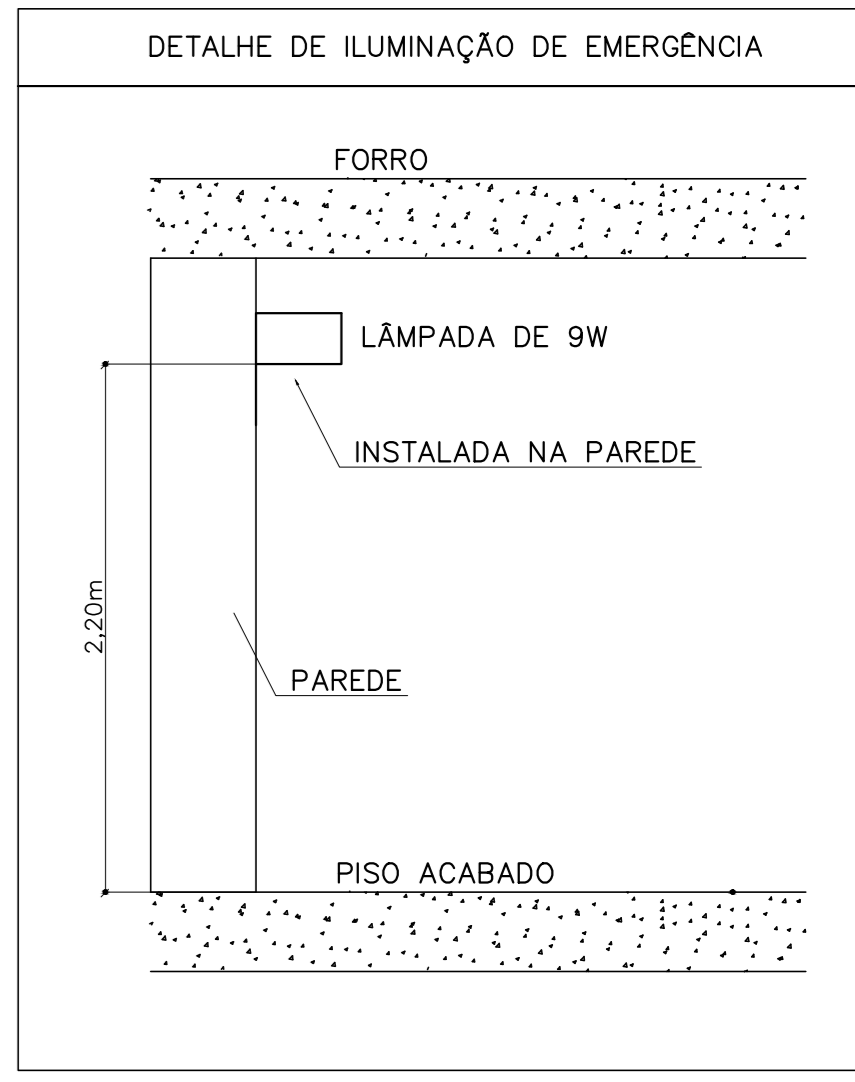 DETALHE DE ILUMINAÇÃO DE EMERGÊNCIA
FORRO
LÂMPADA DE 9W
INSTALADA NA PAREDE
2,20m
PAREDE
PISO ACABADO